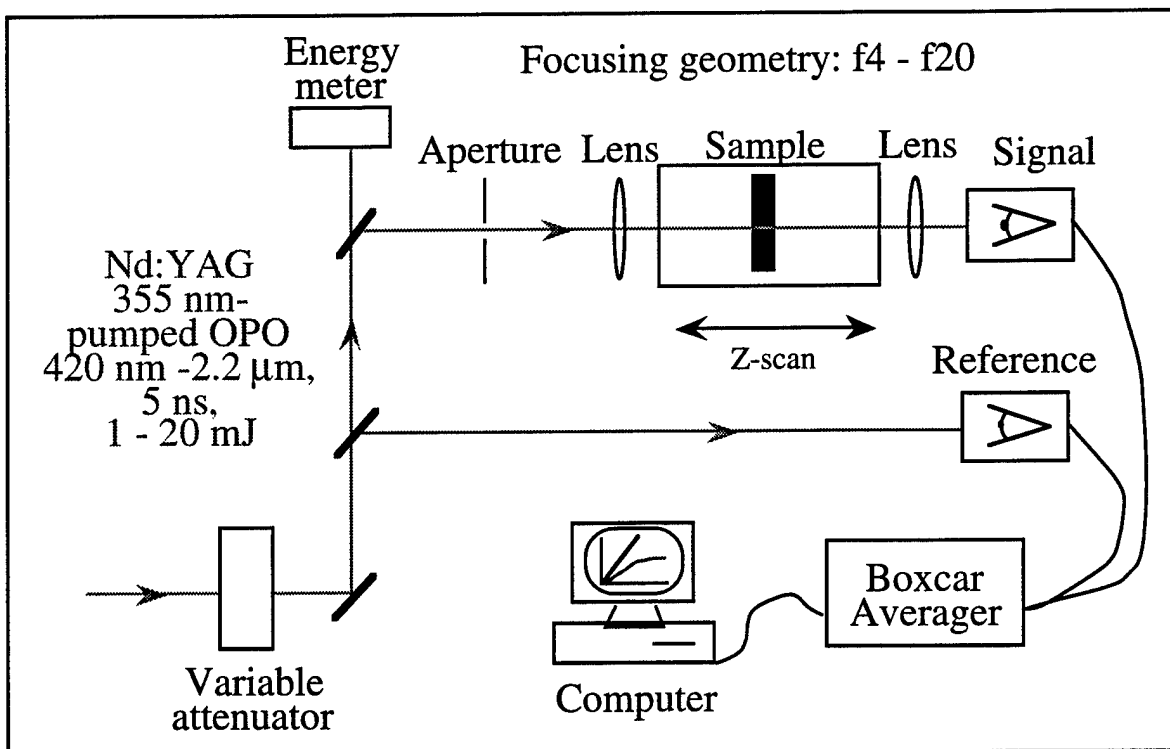 Energy
meter
Focusing geometry: f4 - f20
Aperture
Lens
Sample
Lens
Signal
Nd:YAG
355 nm-
pumped OPO
420 nm -2.2 μm,
5 ns,
1 - 20 mJ
Z-scan
Reference
Boxcar
Averager
Variable
attenuator
Computer